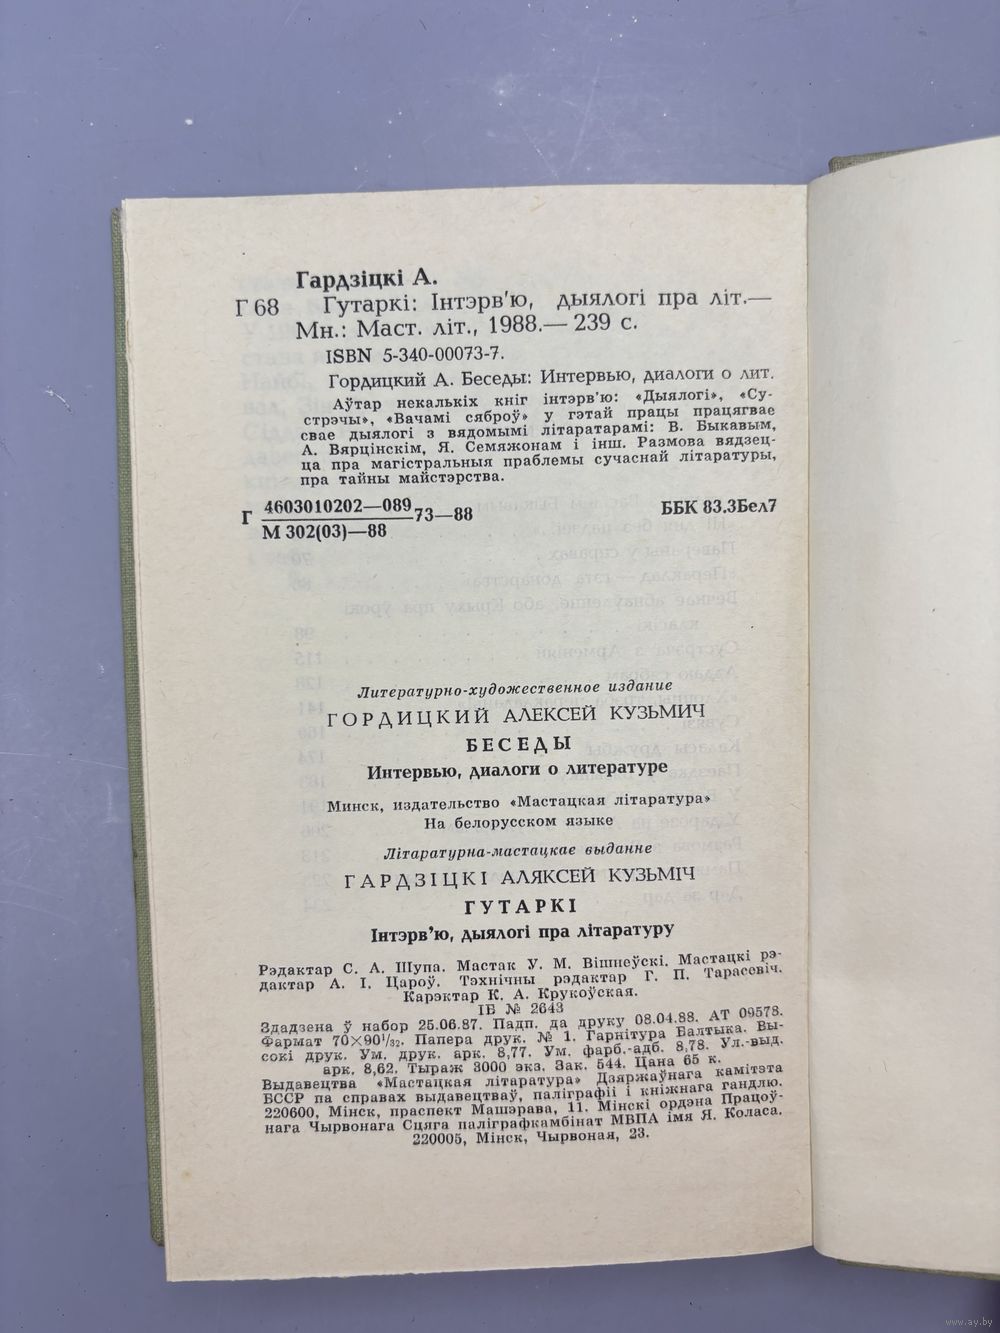 Гардзіцкі А.
Г 68 Гутаркі: Інтэрв'ю, дыялогі пра літ.—
Мн.: Маст. літ., 1988.— 239 с.
ISBN 5-340-00073-7.
Гордицкий А. Беседы: Интервью, диалоги о лит.
Аўтар некалькіх кніг інтэрв'ю: «Дыялогі», «Су-
стрэчы», «Вачамі сяброў» у гэтай працы працягвае
свае дыялогі з вядомымі літаратарамі: В. Быкавым,
А. Вярцінскім, Я. Семяжонам і інш. Размова вядзец-
ца пра магістральныя праблемы сучаснай літаратуры,
пра тайны майстэрства.
Г 4603010202—089 73—88 ББК 83.3Бел7
М 302(03)—88
Литературно-художественное издание
ГОРДИЦКИЙ АЛЕКСЕЙ КУЗЬМИЧ
БЕСЕДЫ
Интервью, диалоги о литературе
Минск, издательство «Мастацкая літаратура»
На белорусском языке
Літаратурна-мастацкае выданне
ГАРДЗІЦКІ АЛЯКСЕЙ КУЗЬМІЧ
ГУТАРКІ
Інтэрв'ю, дыялогі пра літаратуру
Рэдактар С. А. Шупа. Мастак У. М. Вішнеўскі. Мастацкі рэ-
дактар А. І. Цароў. Тэхнічны рэдактар Г. П. Тарасевіч.
Карэктар К. А. Крукоўская.
ІБ № 2643
Здадзена ў набор 25.06.87. Падп. да друку 08.04.88. АТ 09578.
Фармат 70×90¹/₃₂. Папера друк. № 1. Гарнітура Балтыка. Вы-
сокі друк. Ум. друк. арк. 8,77. Ум. фарб.-адб. 8,78. Ул.-выд.
арк. 8,62. Тыраж 3000 экз. Зак. 544. Цана 65 к.
Выдавецтва «Мастацкая літаратура» Дзяржаўнага камітэта
БССР па справах выдавецтваў, паліграфіі і кніжнага гандлю.
220600, Мінск, праспект Машэрава, 11. Мінскі ордэна Працоў-
нага Чырвонага Сцяга паліграфкамбінат МВПА імя Я. Коласа.
220005, Мінск, Чырвоная, 23.
www.ay.by